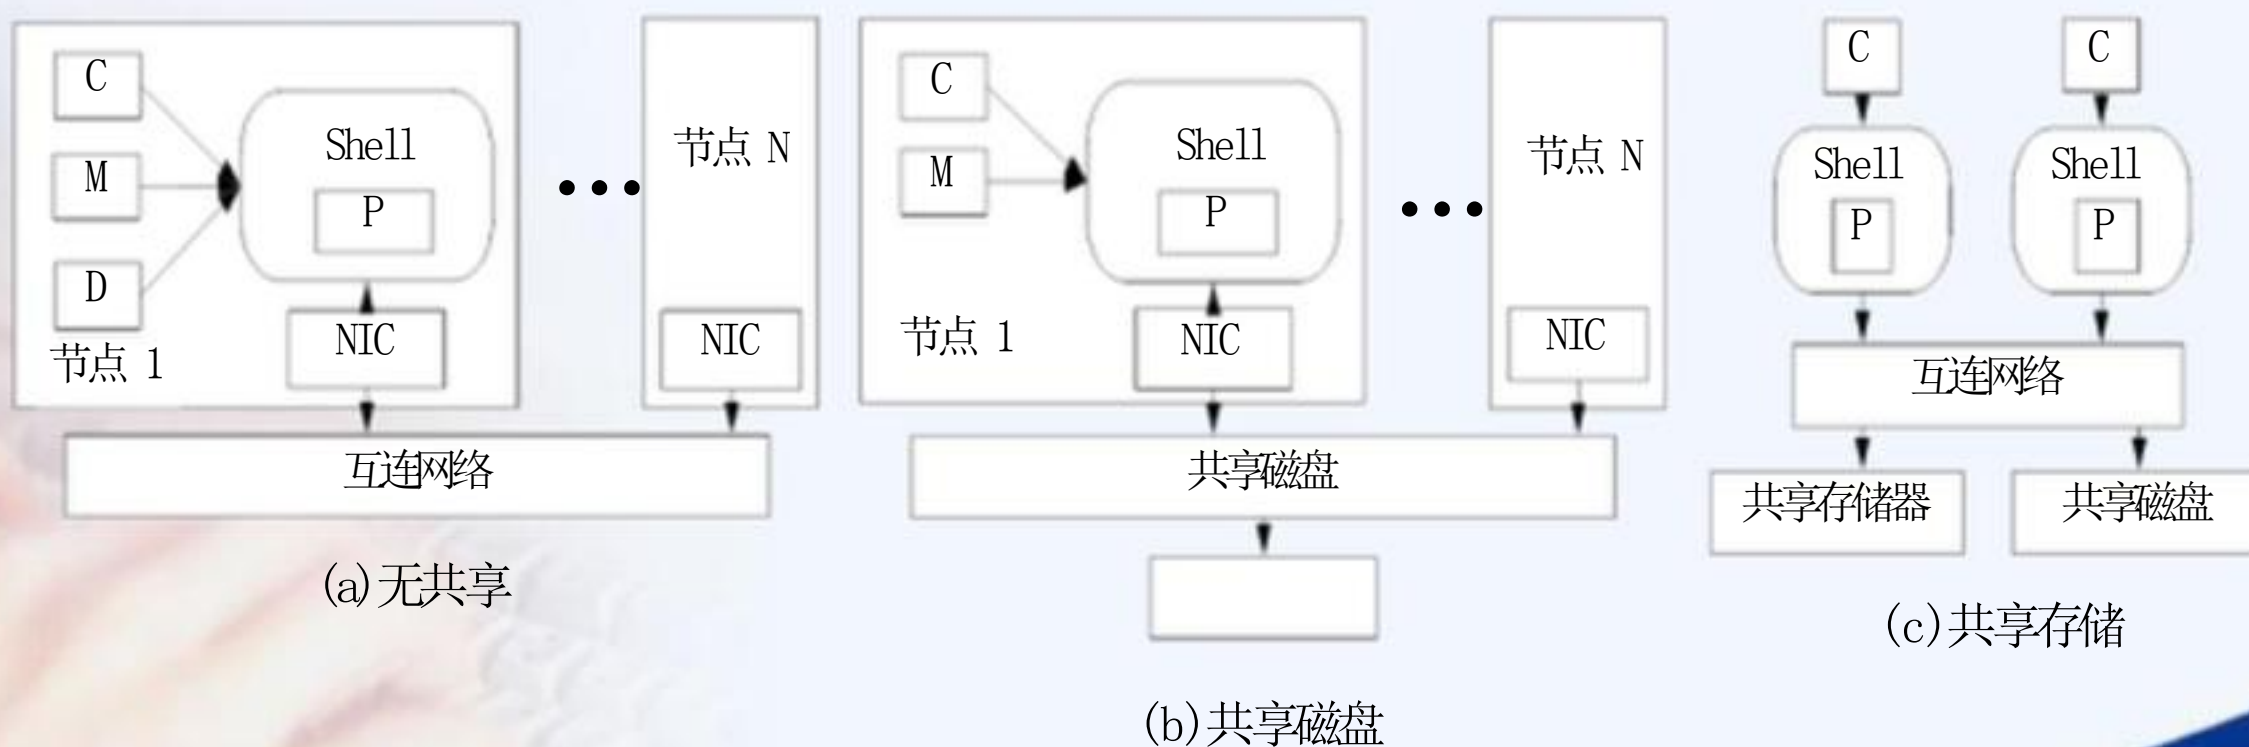 C
M
D
Shell
P
NIC
节点 1
节点 N
NIC
互连网络
(a)无共享
C
M
Shell
P
NIC
节点 1
节点 N
NIC
共享磁盘
(b)共享磁盘
C
C
Shell
Shell
P
P
互连网络
共享存储器
共享磁盘
(c)共享存储